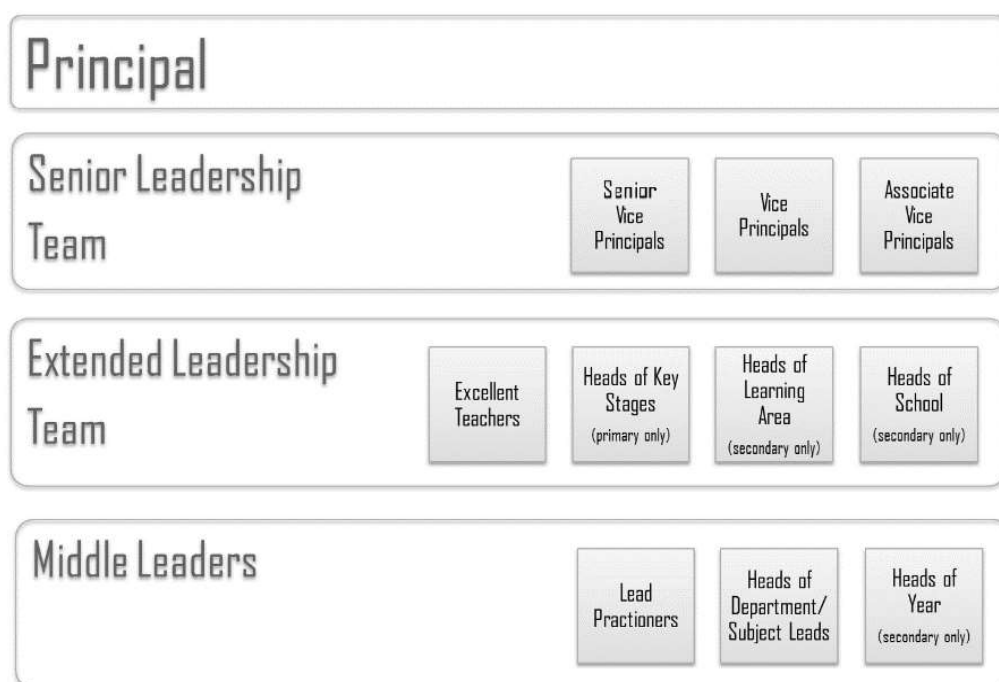 Principal
Senior Leadership
Team
Senior
Vice
Principals
Vice
Principals
Associate
Vice
Principals
Extended Leadership
Team
Excellent
Teachers
Heads of Key
Stages
(primary only)
Heads of
Learning
Area
(secondary only)
Heads of
School
(secondary only)
Middle Leaders
Lead
Practioners
Heads of
Department/
Subject Leads
Heads of
Year
(secondary only)